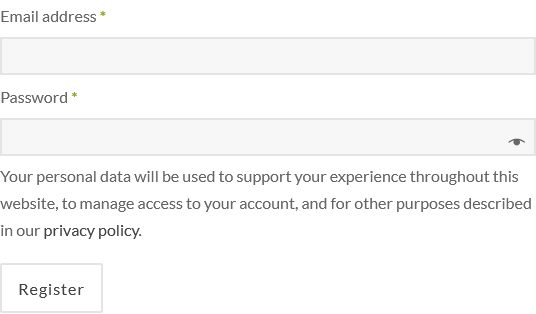 Email address *
Password *
Your personal data will be used to support your experience throughout this
website, to manage access to your account, and for other purposes described
in our privacy policy.
Register